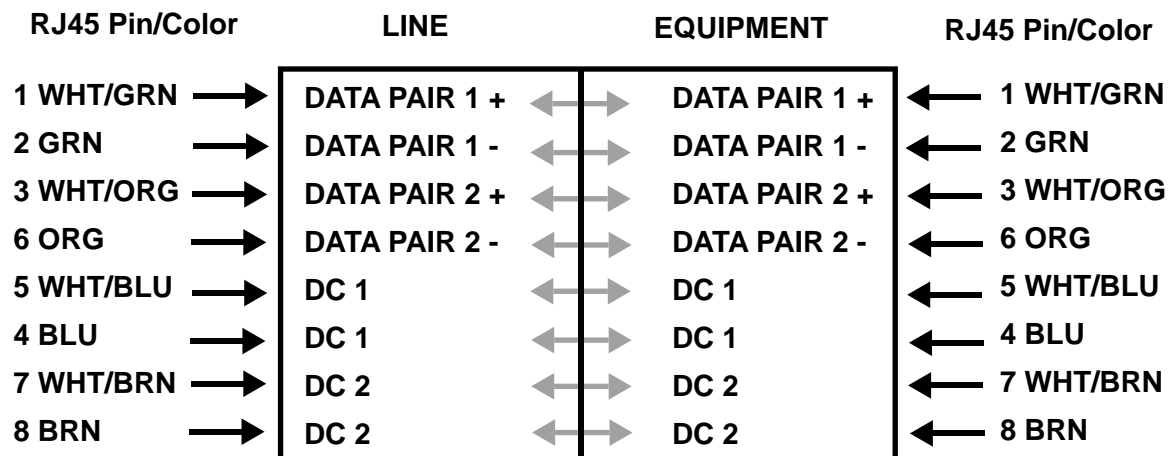 RJ45 Pin/Color LINE EQUIPMENT RJ45 Pin/Color
1 WHT/GRN DATA PAIR 1 + DATA PAIR 1 + 1 WHT/GRN
2 GRN DATA PAIR 1 - DATA PAIR 1 - 2 GRN
3 WHT/ORG DATA PAIR 2 + DATA PAIR 2 + 3 WHT/ORG
6 ORG DATA PAIR 2 - DATA PAIR 2 - 6 ORG
5 WHT/BLU DC 1 DC 1 5 WHT/BLU
4 BLU DC 1 DC 1 4 BLU
7 WHT/BRN DC 2 DC 2 7 WHT/BRN
8 BRN DC 2 DC 2 8 BRN